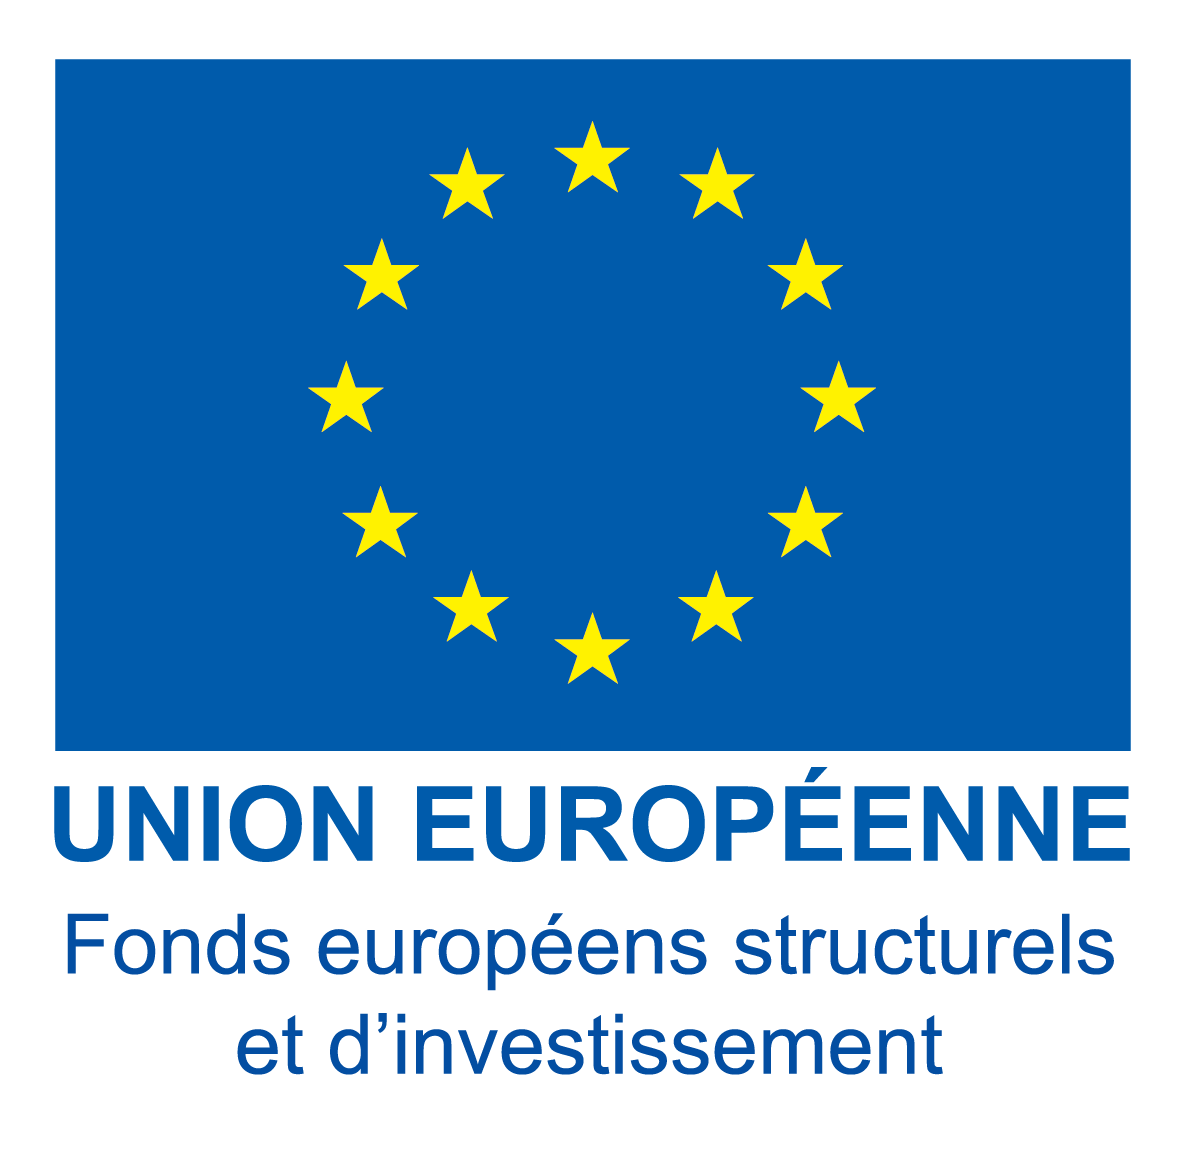 UNION EUROPÉENNE
Fonds européens structurels
et d’investissement